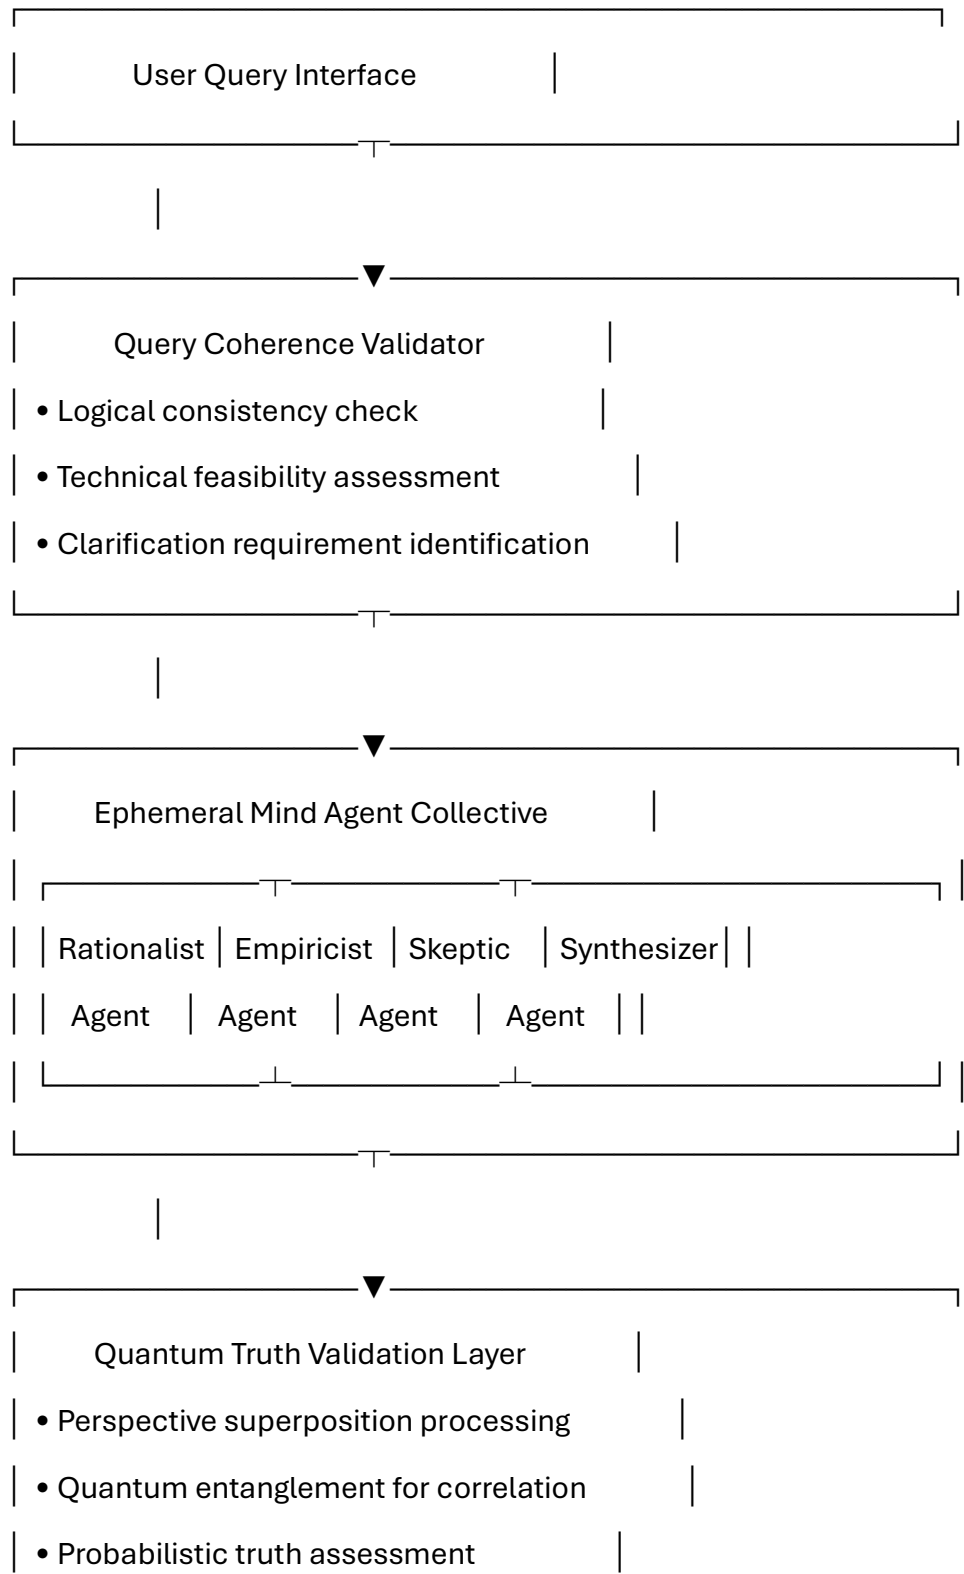 User Query Interface
Query Coherence Validator
• Logical consistency check
• Technical feasibility assessment
• Clarification requirement identification
Ephemeral Mind Agent Collective
Rationalist | Empiricist | Skeptic | Synthesizer
Agent | Agent | Agent | Agent
Quantum Truth Validation Layer
• Perspective superposition processing
• Quantum entanglement for correlation
• Probabilistic truth assessment